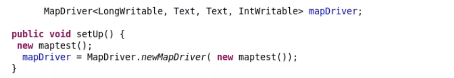 MapDriver<LongWritable, Text, Text, IntWritable> mapDriver;
public void setUp() {
new maptest();
mapDriver = MapDriver.newMapDriver( new maptest());
}